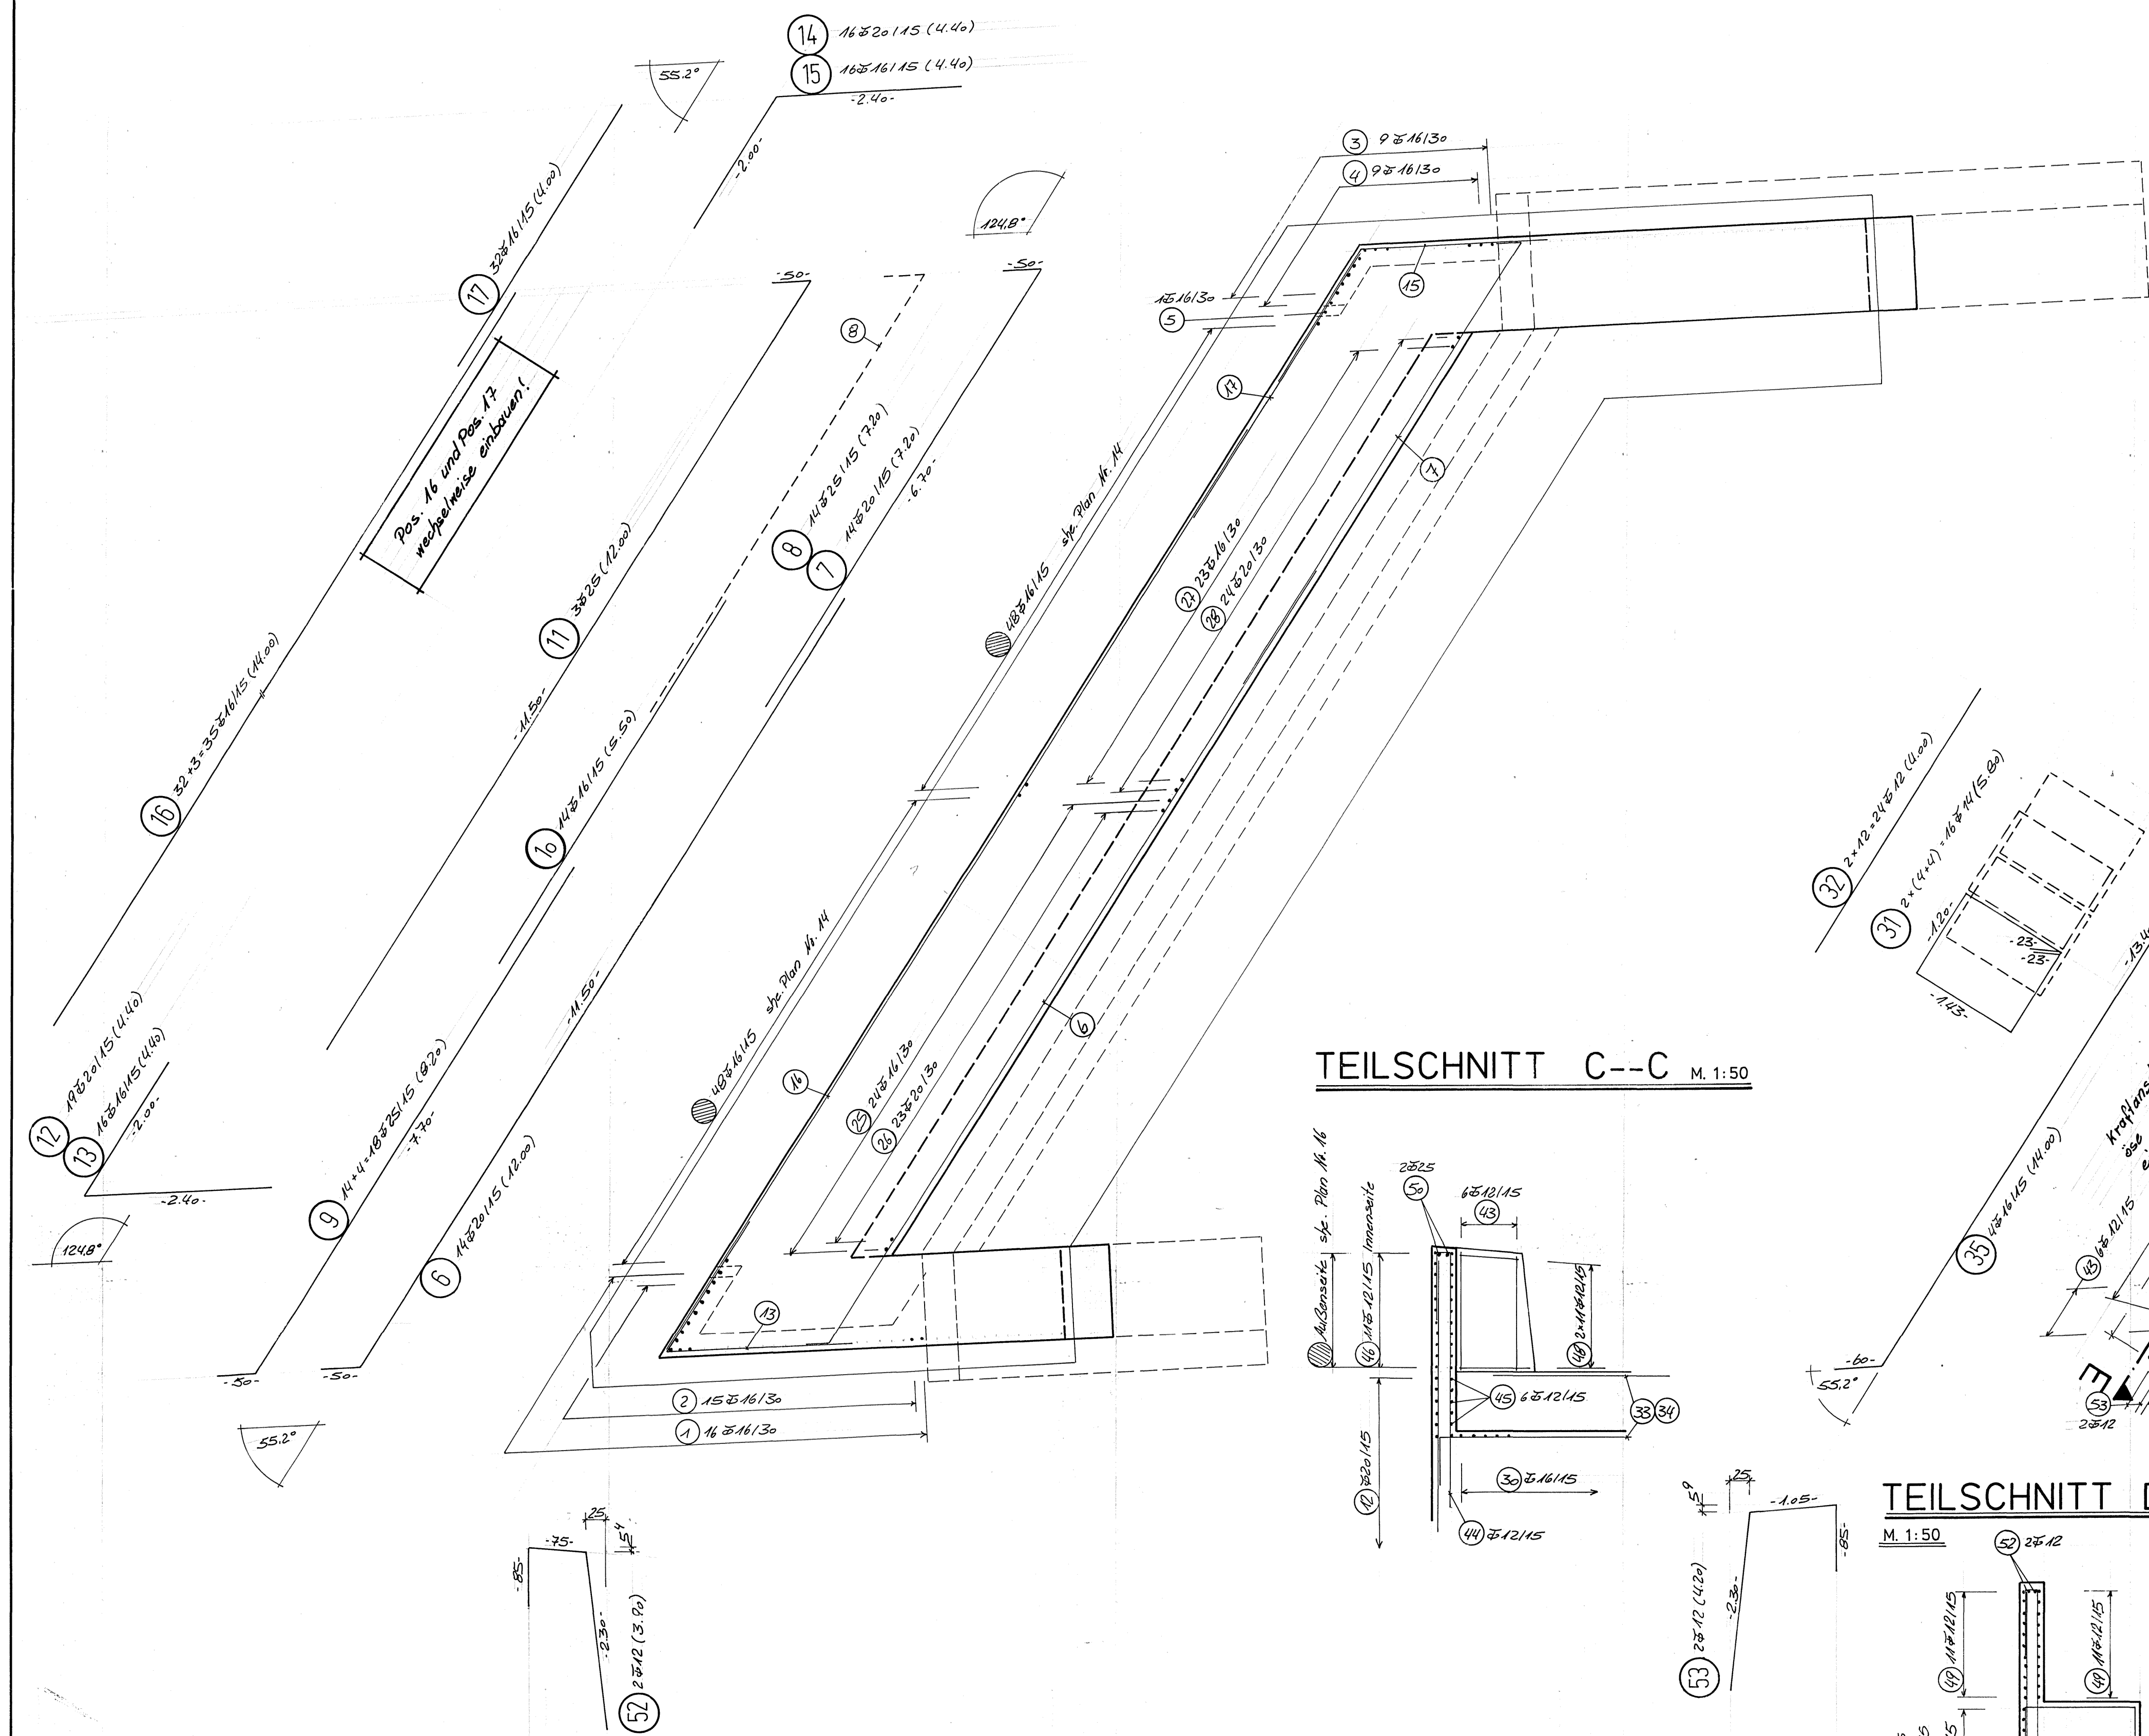 14 16⌀20/15 (4.40)
15 16⌀16/15 (4.40)
-2.40-
-2.00-
55.2°
17 32⌀16/15 (4.00)
Pos. 16 und Pos. 17
wechselweise einbauen!
16 32+3=35⌀16/15 (14.00)
124.8°
-50-
11 3⌀25 (12.00)
-11.50-
8
-50-
8 14⌀25/15 (7.20)
7 14⌀20/15 (7.20)
-6.70-
10 14⌀16/15 (5.50)
12 19⌀20/15 (4.40)
13 16⌀16/15 (4.40)
-2.00-
-2.40-
124.8°
9 14+4=18⌀25/15 (8.20)
-7.70-
-50-
55.2°
6 14⌀20/15 (12.00)
-11.50-
-50-
3 9⌀16/30
4 9⌀16/30
1⌀16/30
5
15
17
7
48⌀16/15 she. Plan Nr. 14
27 23⌀16/30
28 24⌀20/30
48⌀16/15 she. Plan Nr. 14
16
6
25 24⌀16/30
26 23⌀20/30
13
2 15⌀16/30
1 16⌀16/30
25
-75-
5⁴
-85-
-2.30-
52 2⌀12 (3.90)
TEILSCHNITT C--C M. 1:50
Außenseite she. Plan Nr. 16
46 11⌀12/15 Innenseite
2⌀25
50
6⌀12/15
43
48 2×11⌀12/15
45 6⌀12/15
33 34
12 ⌀20/15
30 ⌀16/15
44 ⌀12/15
32 2×12=24⌀12 (4.00)
31 2×(4+4)=16⌀14 (5.80)
-1.20-
-23-
-23-
-1.43-
-13.4
35 4⌀16/15 (14.00)
-60-
55.2°
Kraftans
öse
43 6⌀12/15
E
53
2⌀12
5⁹
25
-1.05-
-85-
-2.30-
53 2⌀12 (4.20)
TEILSCHNITT
M. 1:50
52 2⌀12
49 11⌀12/15
49 11⌀12/15